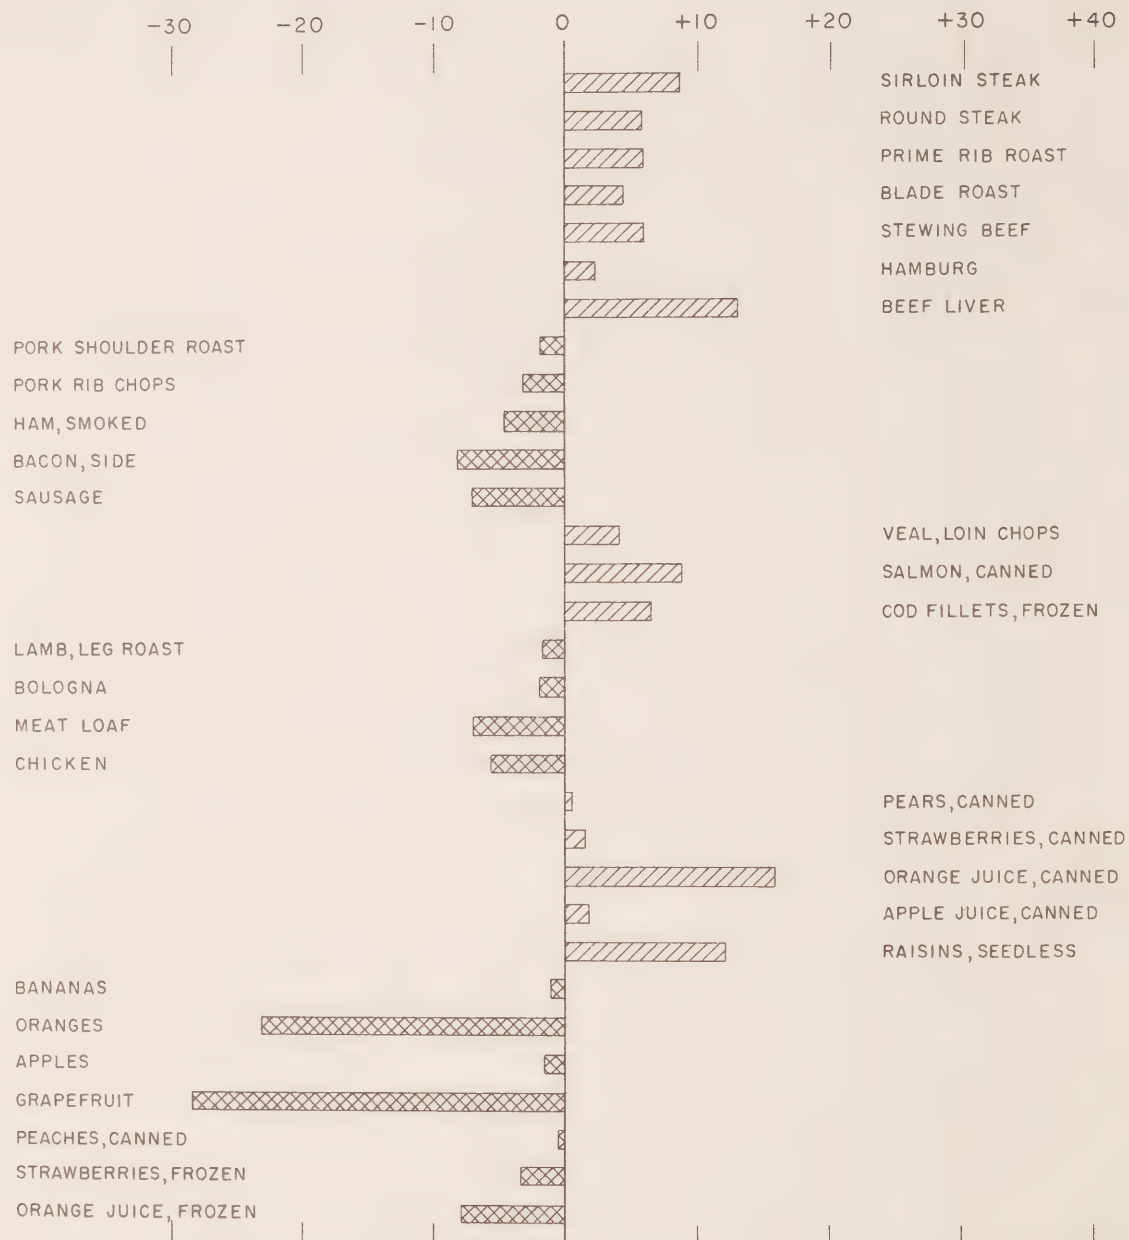 -30 -20 -10 0 +10 +20 +30 +40
SIRLOIN STEAK
ROUND STEAK
PRIME RIB ROAST
BLADE ROAST
STEWING BEEF
HAMBURG
BEEF LIVER
PORK SHOULDER ROAST
PORK RIB CHOPS
HAM, SMOKED
BACON, SIDE
SAUSAGE
VEAL, LOIN CHOPS
SALMON, CANNED
COD FILLETS, FROZEN
LAMB, LEG ROAST
BOLOGNA
MEAT LOAF
CHICKEN
PEARS, CANNED
STRAWBERRIES, CANNED
ORANGE JUICE, CANNED
APPLE JUICE, CANNED
RAISINS, SEEDLESS
BANANAS
ORANGES
APPLES
GRAPEFRUIT
PEACHES, CANNED
STRAWBERRIES, FROZEN
ORANGE JUICE, FROZEN